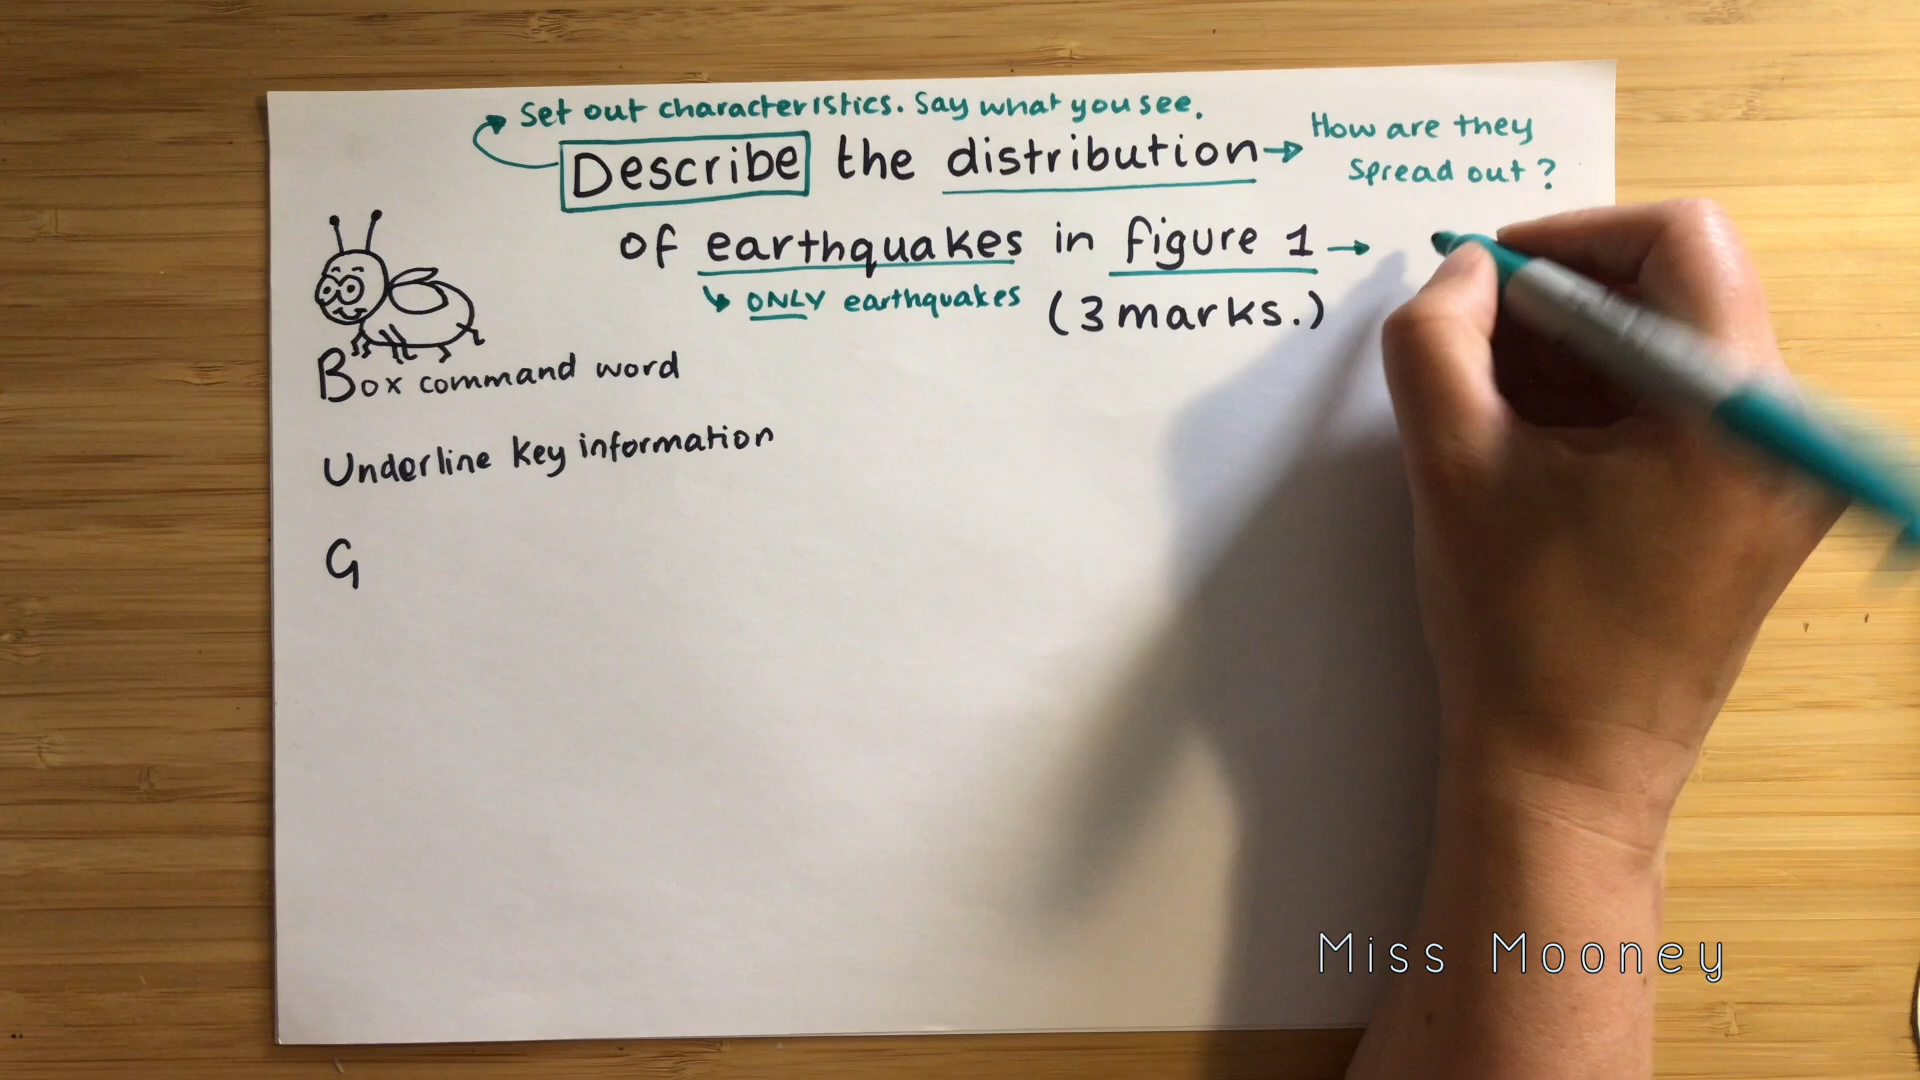 Set out characteristics. Say what you see.
Describe the distribution
How are they
spread out?
of earthquakes in figure 1
ONLY earthquakes
(3 marks.)
Box command word
Underline key information
G
Miss Mooney